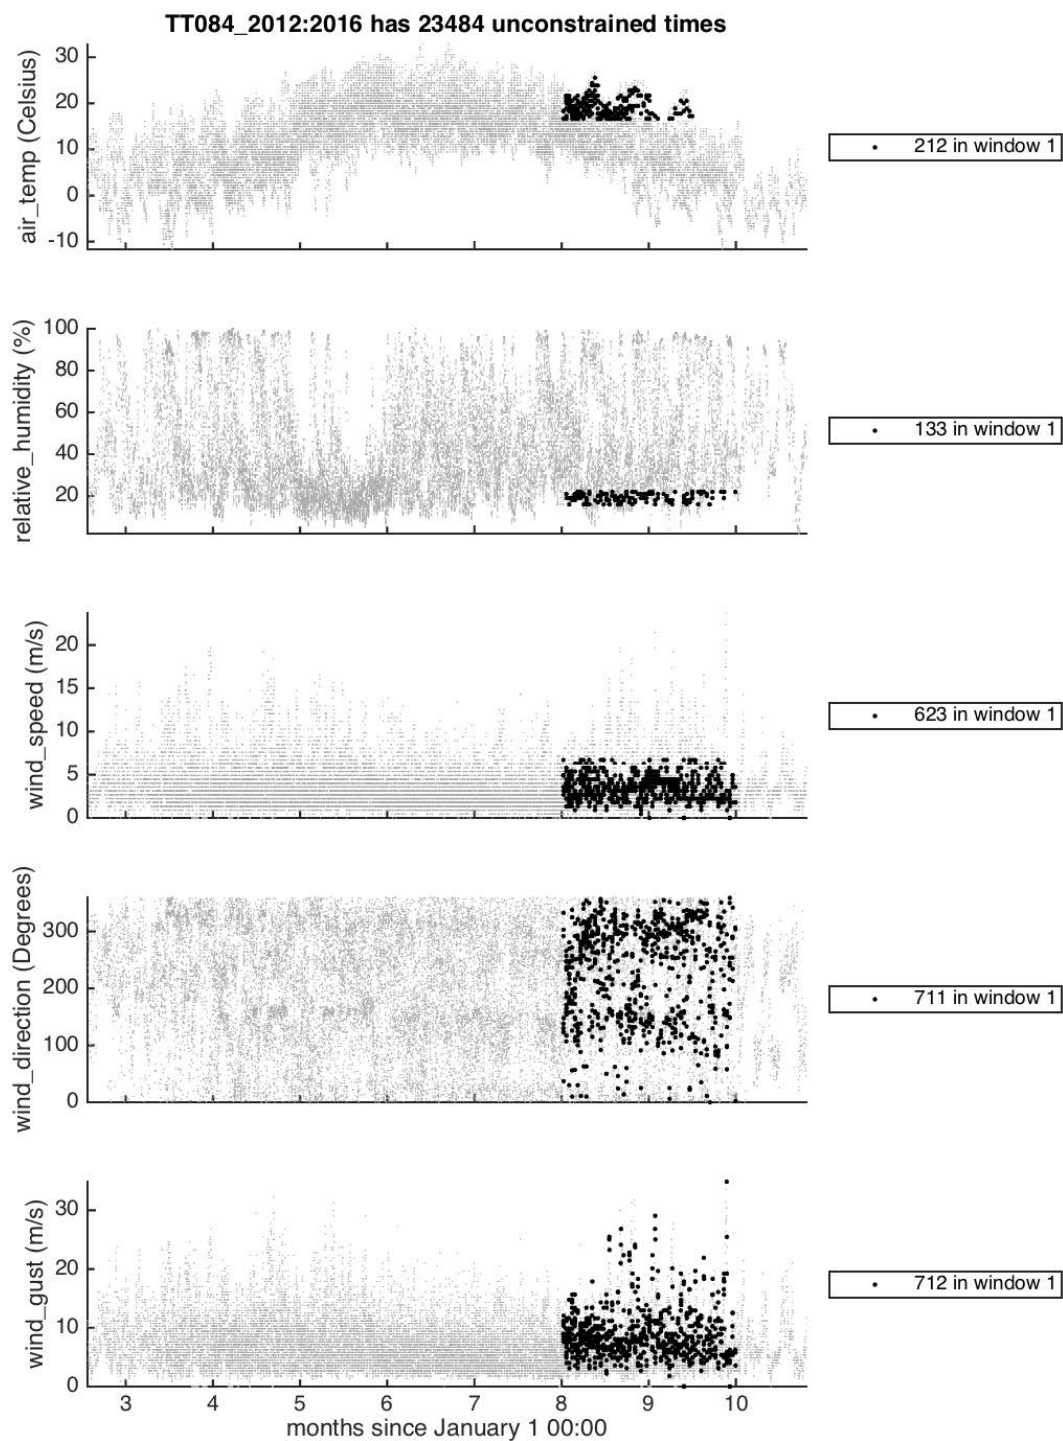 TT084_2012:2016 has 23484 unconstrained times
air_temp (Celsius)
30
20
10
0
-10
212 in window 1
relative_humidity (%)
100
80
60
40
20
133 in window 1
wind_speed (m/s)
20
15
10
5
0
623 in window 1
wind_direction (Degrees)
300
200
100
0
711 in window 1
wind_gust (m/s)
30
20
10
0
712 in window 1
3 4 5 6 7 8 9 10
months since January 1 00:00